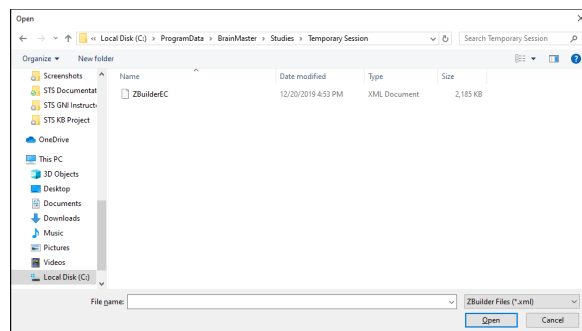 Open
« Local Disk (C:) › ProgramData › BrainMaster › Studies › Temporary Session
Search Temporary Session
Organize
New folder
Name
Date modified
Type
Size
Screenshots
STS Documentat
STS GNI Instruct
STS KB Project
OneDrive
This PC
3D Objects
Desktop
Documents
Downloads
Music
Pictures
Videos
Local Disk (C:)
ZBuilderEC
12/20/2019 4:53 PM
XML Document
2,185 KB
File name:
ZBuilder Files (*.xml)
Open
Cancel